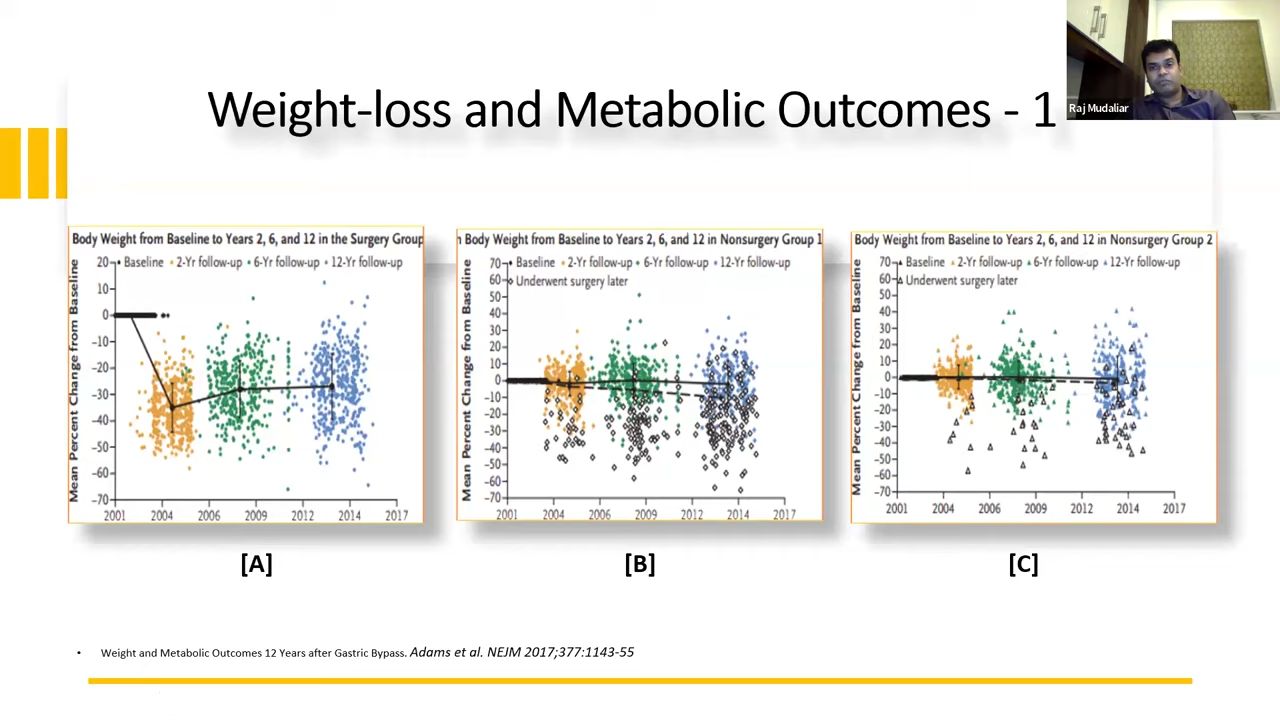 Raj Mudaliar
Weight-loss and Metabolic Outcomes - 1
Body Weight from Baseline to Years 2, 6, and 12 in the Surgery Group
Mean Percent Change from Baseline
Baseline 2-Yr follow-up 6-Yr follow-up 12-Yr follow-up
20
10
0
−10
−20
−30
−40
−50
−60
−70
2001 2004 2006 2009 2012 2014 2017
[A]
n Body Weight from Baseline to Years 2, 6, and 12 in Nonsurgery Group 1
Mean Percent Change from Baseline
Baseline 2-Yr follow-up 6-Yr follow-up 12-Yr follow-up
Underwent surgery later
70
60
50
40
30
20
10
0
−10
−20
−30
−40
−50
−60
−70
2001 2004 2006 2009 2012 2014 2017
[B]
Body Weight from Baseline to Years 2, 6, and 12 in Nonsurgery Group 2
Mean Percent Change from Baseline
Baseline 2-Yr follow-up 6-Yr follow-up 12-Yr follow-up
Underwent surgery later
70
60
50
40
30
20
10
0
−10
−20
−30
−40
−50
−60
−70
2001 2004 2006 2009 2012 2014 2017
[C]
• Weight and Metabolic Outcomes 12 Years after Gastric Bypass. Adams et al. NEJM 2017;377:1143-55